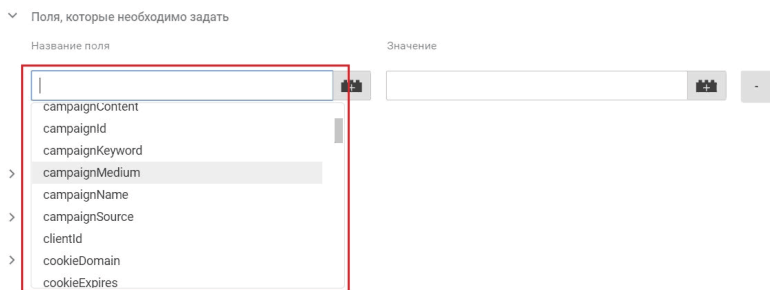 Поля, которые необходимо задать
Название поля Значение
-
campaignContent
campaignId
campaignKeyword
campaignMedium
campaignName
campaignSource
clientId
cookieDomain
cookieExpires